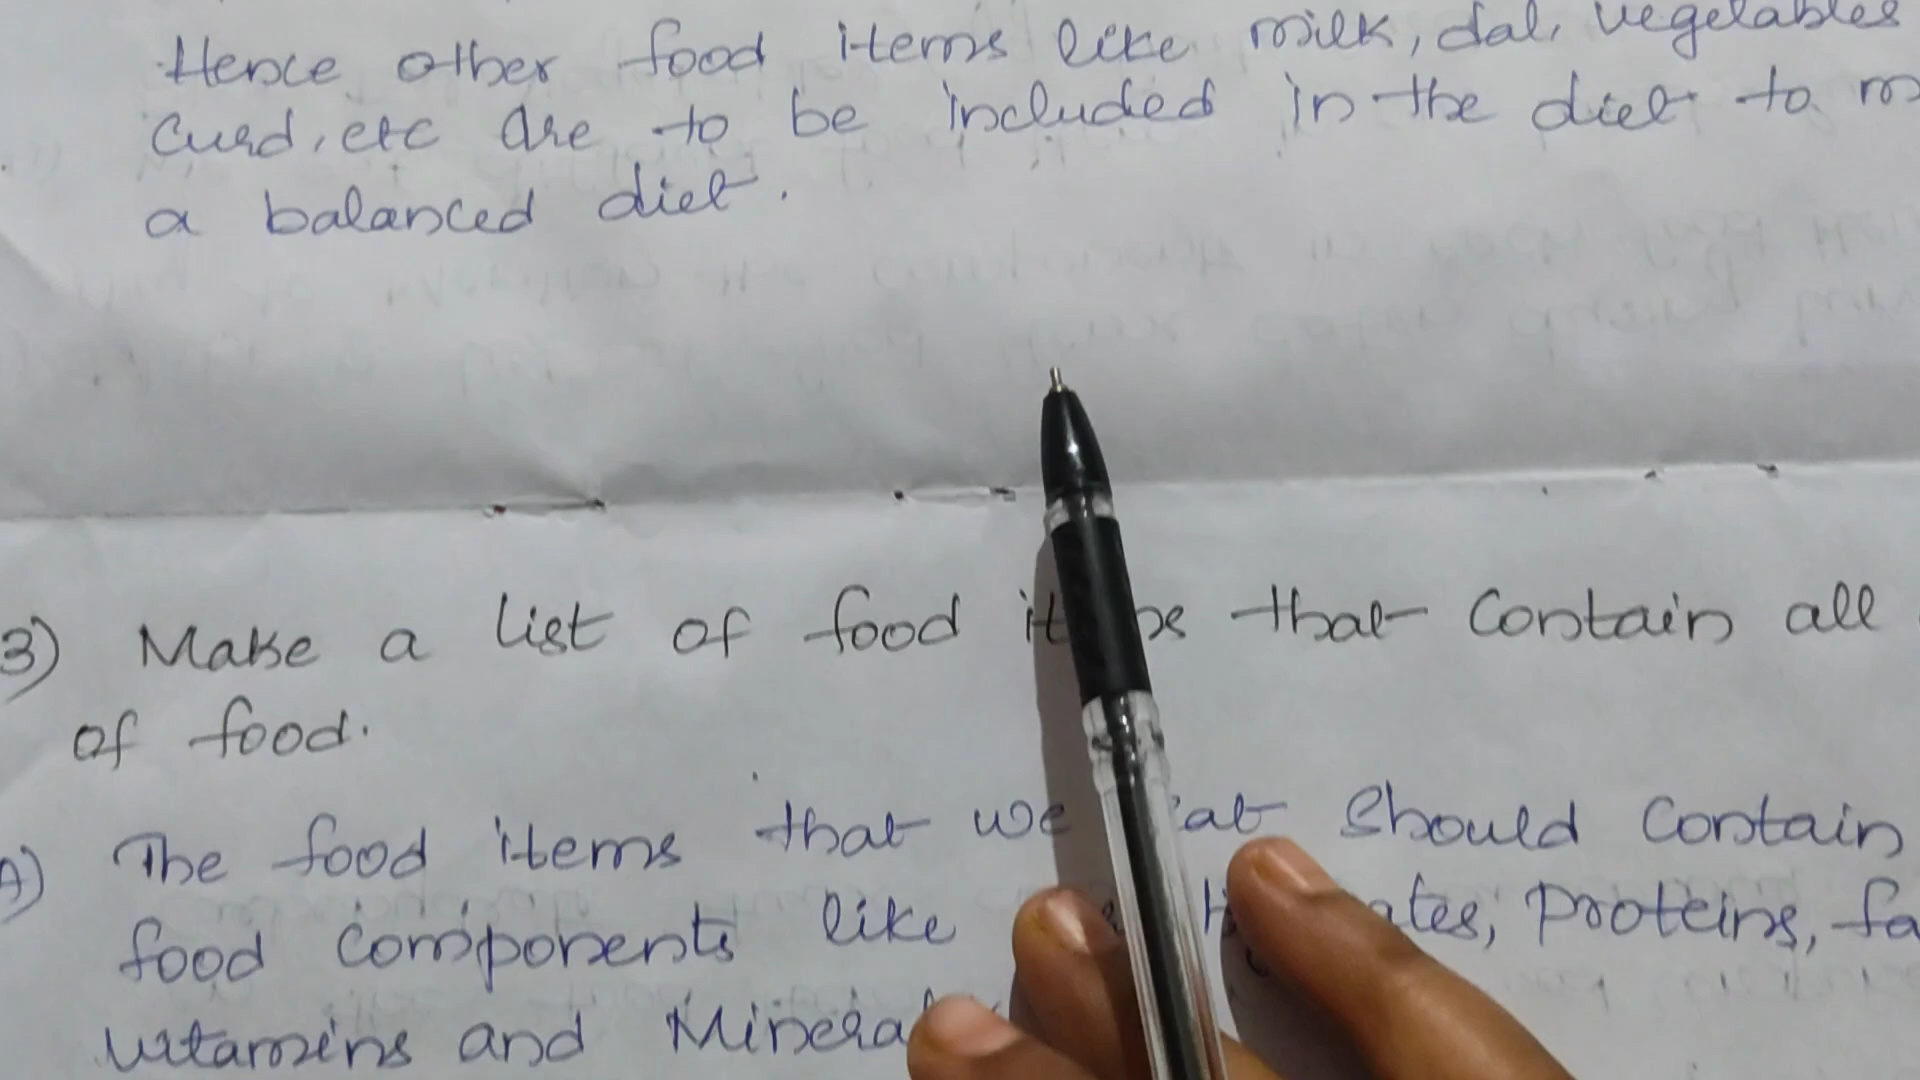 Hence other food items like milk, dal, vegetables
Curd, etc are to be included in the diet to
a balanced diet.
3) Make a list of food that contain all
of food.
A) The food items that we should contain
food components like Proteins,
vitamins and